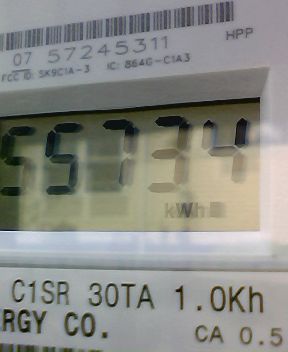 HPP
07 57245311
FCC ID: SK9C1A-3 IC: 864G-C1A3
55734
kWh
C1SR 30TA 1.0Kh
RGY CO. CA 0.5